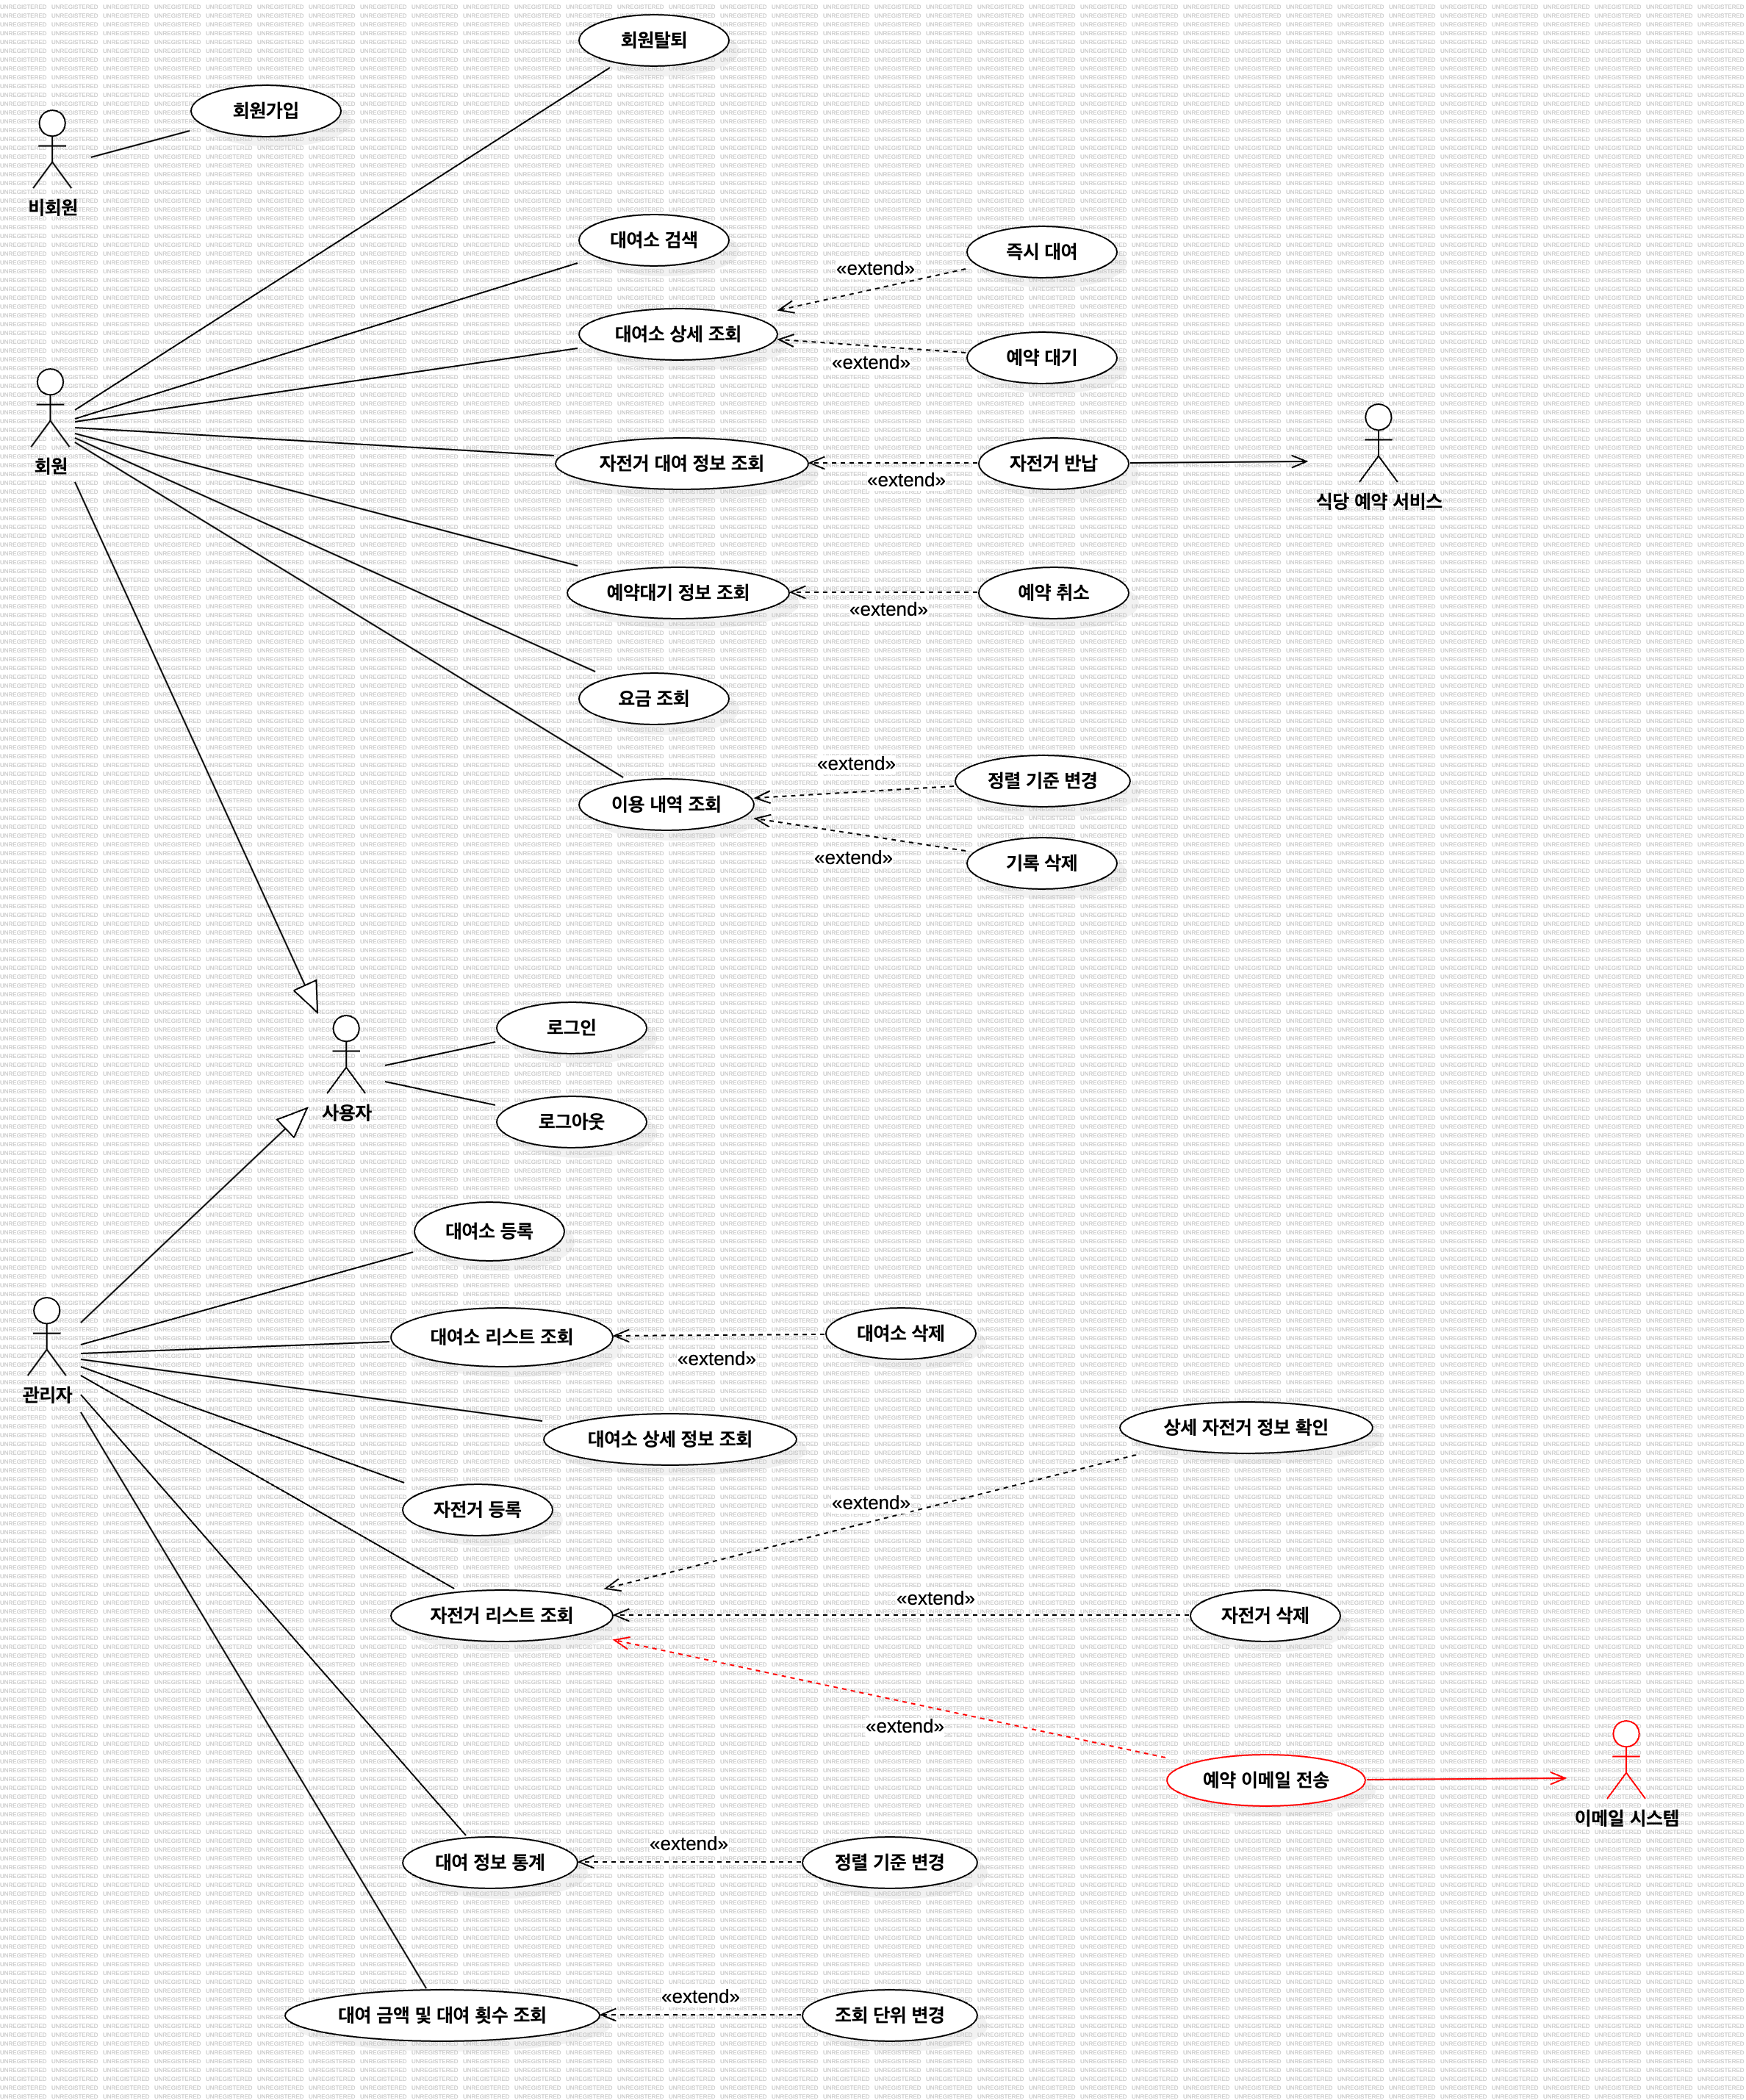 회원탈퇴
회원가입
비회원
대여소 검색
즉시 대여
«extend»
대여소 상세 조회
예약 대기
«extend»
회원
자전거 대여 정보 조회
자전거 반납
«extend»
식당 예약 서비스
예약대기 정보 조회
예약 취소
«extend»
요금 조회
«extend»
정렬 기준 변경
이용 내역 조회
«extend»
기록 삭제
로그인
사용자
로그아웃
대여소 등록
대여소 리스트 조회
대여소 삭제
«extend»
관리자
대여소 상세 정보 조회
상세 자전거 정보 확인
자전거 등록
«extend»
«extend»
자전거 리스트 조회
자전거 삭제
«extend»
예약 이메일 전송
이메일 시스템
«extend»
대여 정보 통계
정렬 기준 변경
«extend»
대여 금액 및 대여 횟수 조회
조회 단위 변경
UNREGISTERED